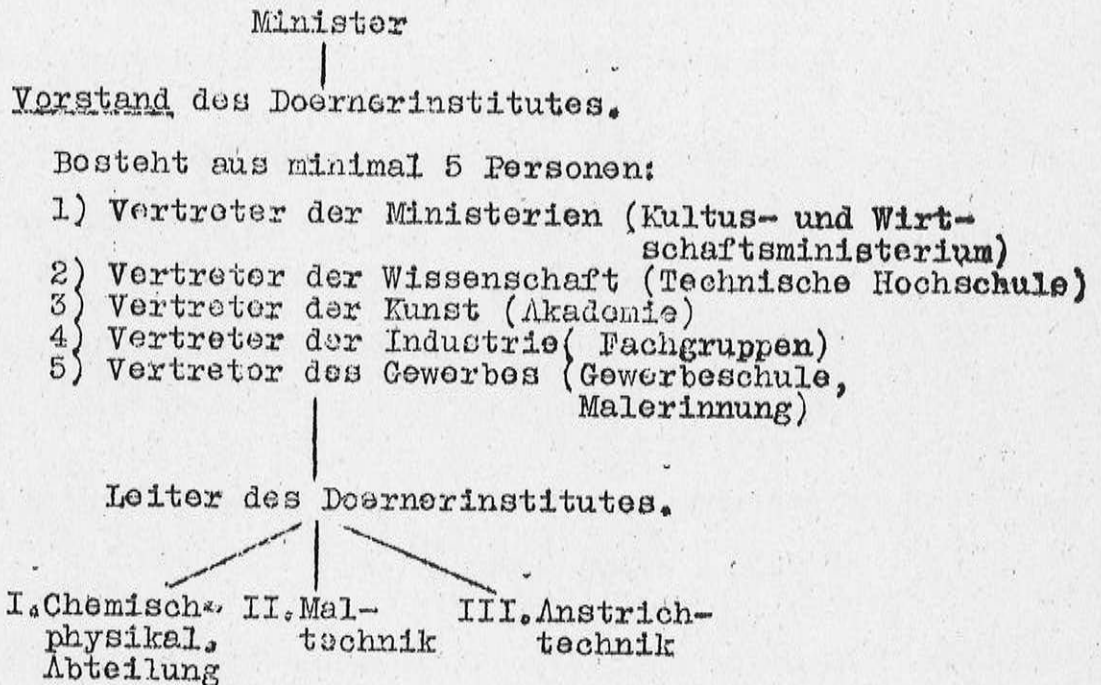 Minister
Vorstand des Doernerinstitutes.
Besteht aus minimal 5 Personen:
1) Vertreter der Ministerien (Kultus- und Wirt-
schaftsministerium)
2) Vertreter der Wissenschaft (Technische Hochschule)
3) Vertreter der Kunst (Akademie)
4) Vertreter der Industrie( Fachgruppen)
5) Vertreter des Gewerbes (Gewerbeschule,
Malerinnung)
Leiter des Doernerinstitutes.
I.Chemisch-
physikal.
Abteilung
II.Mal-
technik
III.Anstrich-
technik